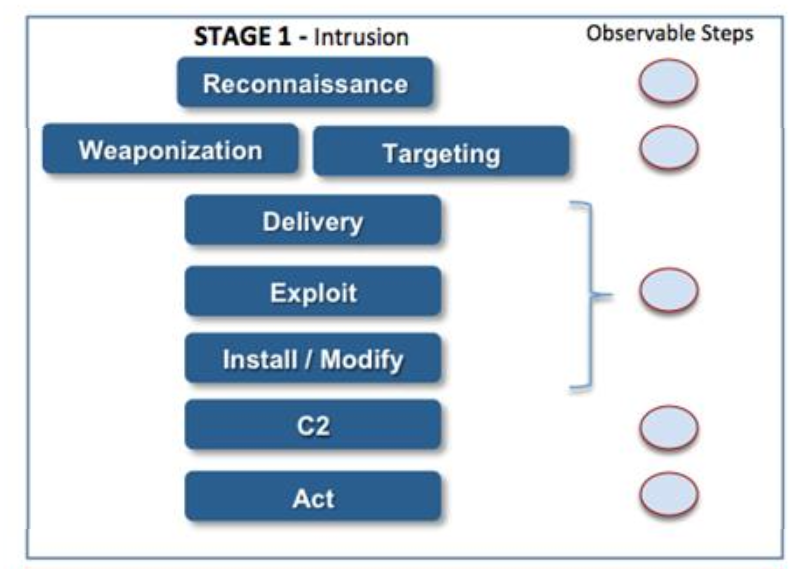 STAGE 1 - Intrusion
Observable Steps
Reconnaissance
Weaponization
Targeting
Delivery
Exploit
Install / Modify
C2
Act